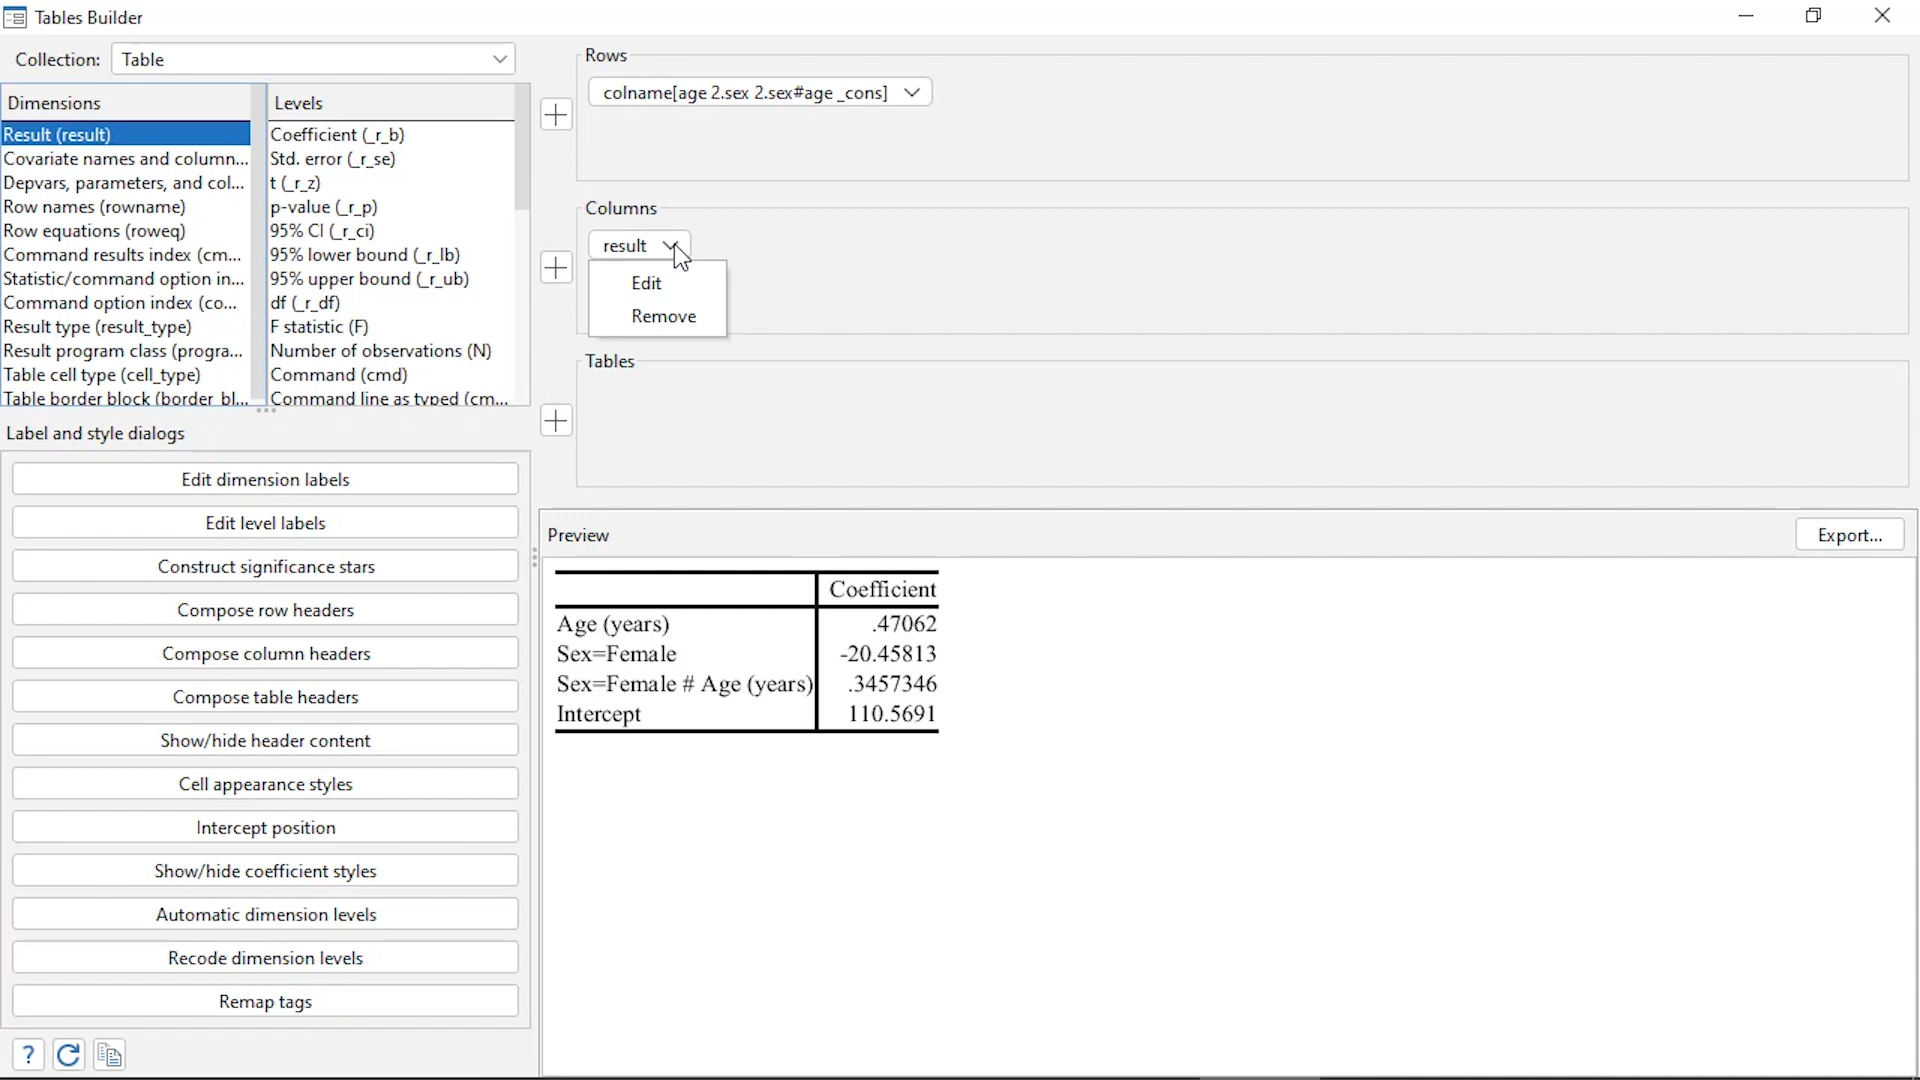 Tables Builder
Collection: Table
Dimensions
Result (result)
Covariate names and column...
Depvars, parameters, and col...
Row names (rowname)
Row equations (roweq)
Command results index (cm...
Statistic/command option in...
Command option index (co...
Result type (result_type)
Result program class (progra...
Table cell type (cell_type)
Table border block (border_bl...
Levels
Coefficient (_r_b)
Std. error (_r_se)
t (_r_z)
p-value (_r_p)
95% CI (_r_ci)
95% lower bound (_r_lb)
95% upper bound (_r_ub)
df (_r_df)
F statistic (F)
Number of observations (N)
Command (cmd)
Command line as typed (cm...
Label and style dialogs
Edit dimension labels
Edit level labels
Construct significance stars
Compose row headers
Compose column headers
Compose table headers
Show/hide header content
Cell appearance styles
Intercept position
Show/hide coefficient styles
Automatic dimension levels
Recode dimension levels
Remap tags
?
Rows
colname[age 2.sex 2.sex#age _cons]
Columns
result
Edit
Remove
Tables
Preview
Export...
Coefficient
Age (years) .47062
Sex=Female -20.45813
Sex=Female # Age (years) .3457346
Intercept 110.5691